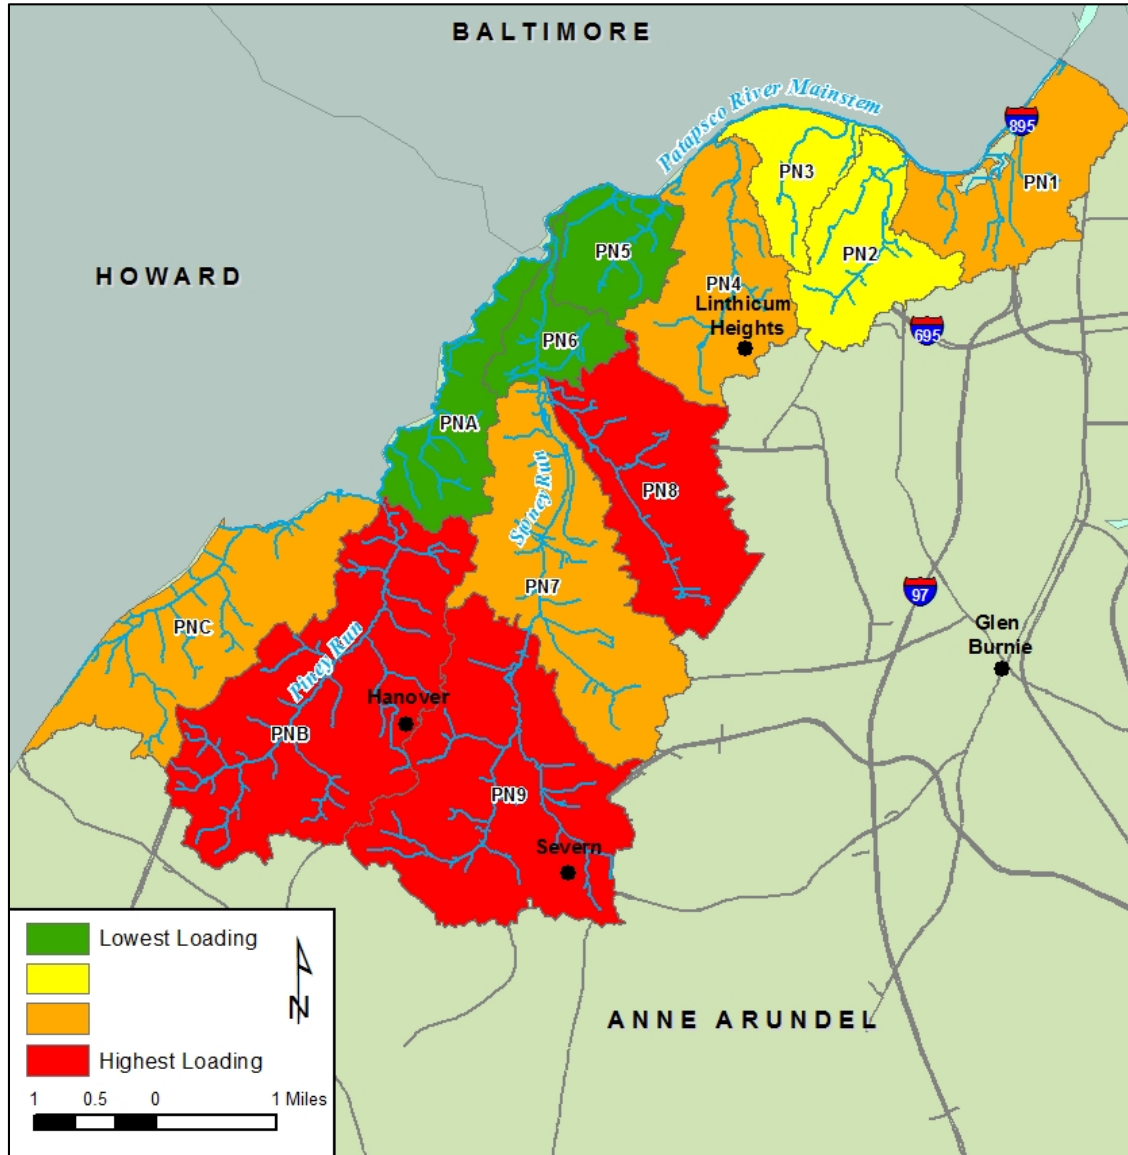 BALTIMORE
Patapsco River Mainstem
895
PN3
PN1
PN5
PN2
HOWARD
PN4
Linthicum
Heights
695
PN6
PNA
Stoney Run
PN8
PN7
97
PNC
Glen
Burnie
Piney Run
Hanover
PNB
PN9
Severn
Lowest Loading
Highest Loading
N
ANNE ARUNDEL
1 0.5 0 1 Miles